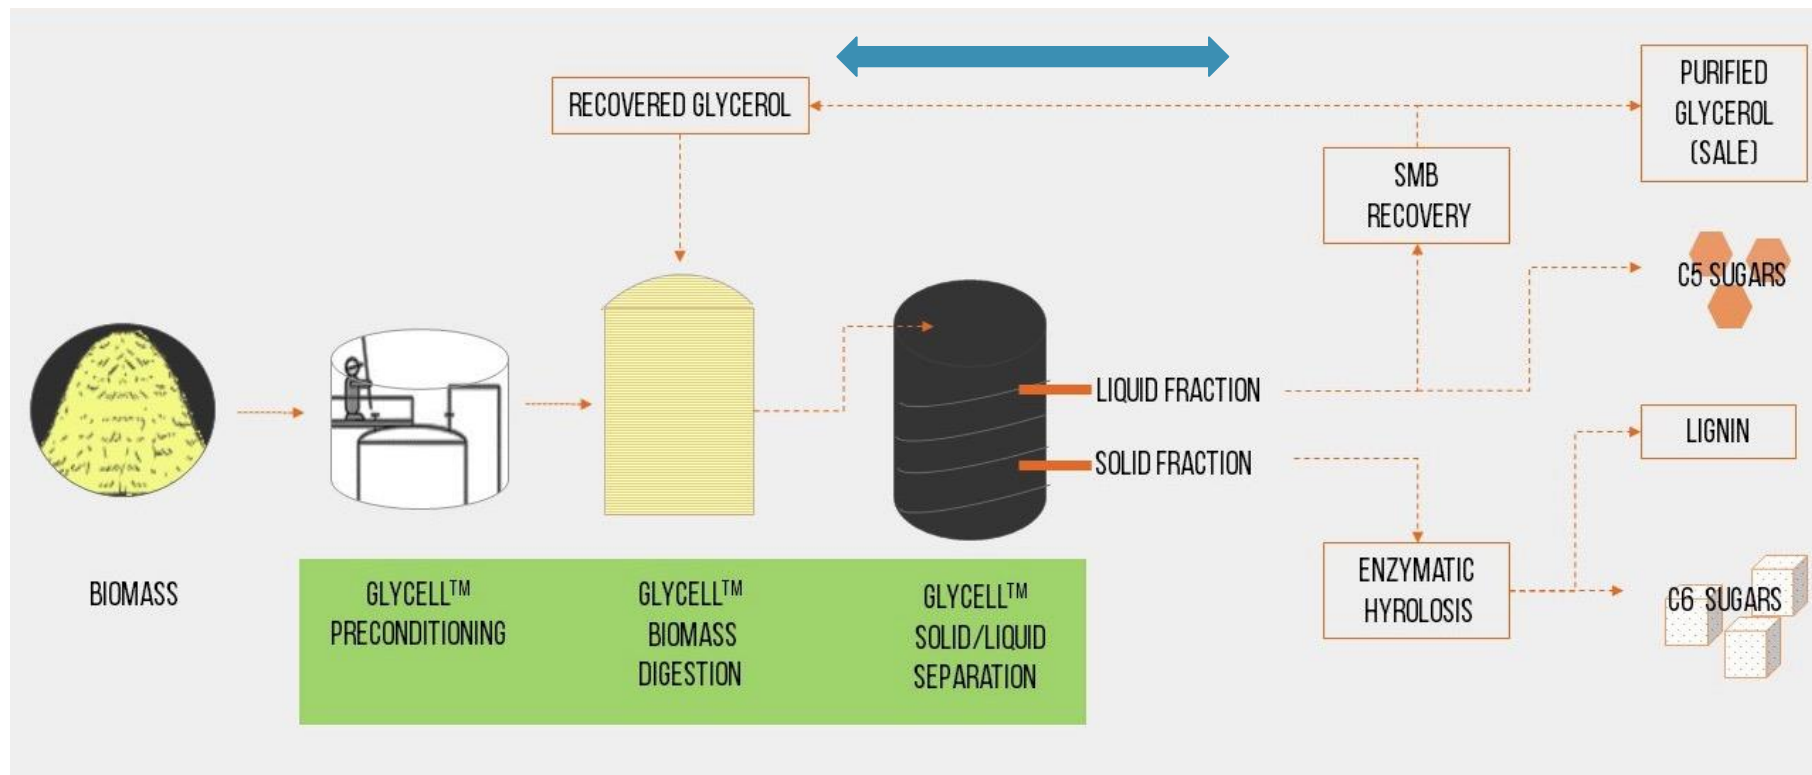 RECOVERED GLYCEROL
PURIFIED
GLYCEROL
(SALE)
SMB
RECOVERY
C5 SUGARS
LIQUID FRACTION
SOLID FRACTION
LIGNIN
ENZYMATIC
HYROLOSIS
C6 SUGARS
BIOMASS
GLYCELL™
PRECONDITIONING
GLYCELL™
BIOMASS
DIGESTION
GLYCELL™
SOLID/LIQUID
SEPARATION